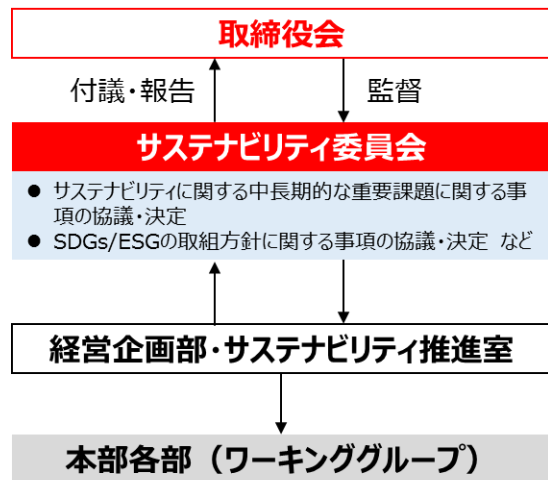 取締役会
付議・報告 監督
サステナビリティ委員会
● サステナビリティに関する中長期的な重要課題に関する事
項の協議・決定
● SDGs/ESGの取組方針に関する事項の協議・決定 など
経営企画部・サステナビリティ推進室
本部各部（ワーキンググループ）